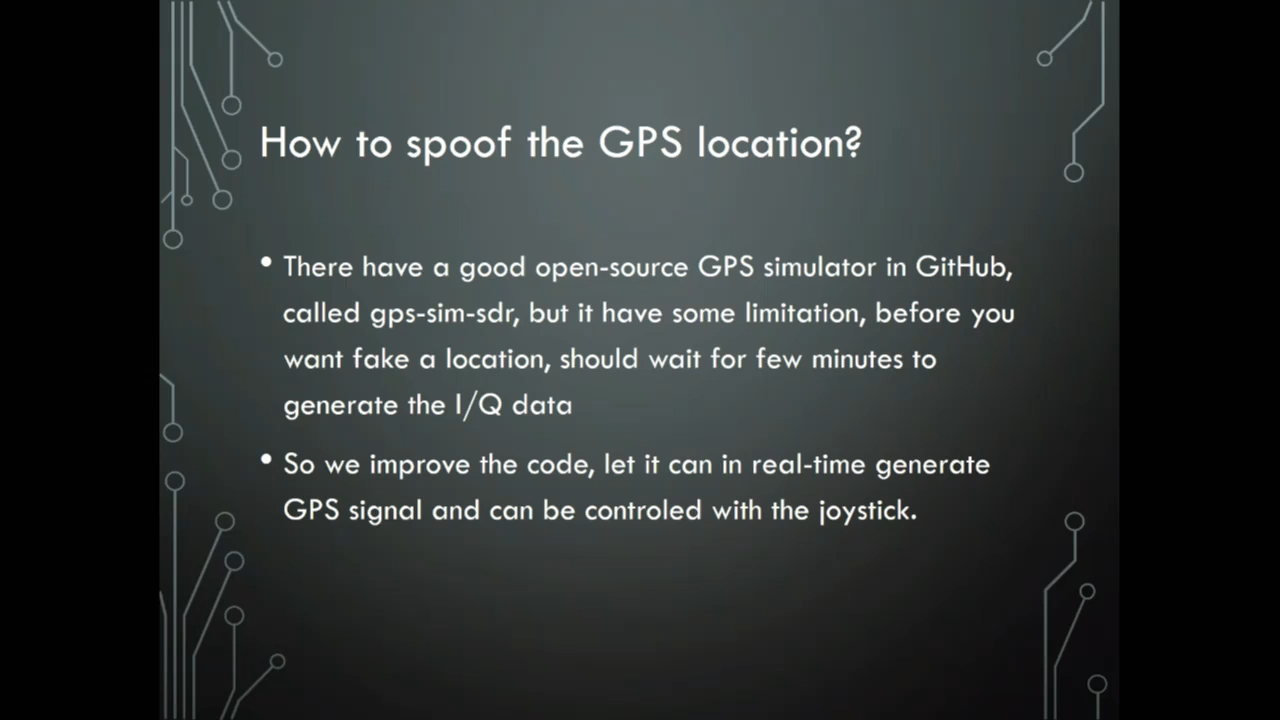 How to spoof the GPS location?
• There have a good open-source GPS simulator in GitHub,
called gps-sim-sdr, but it have some limitation, before you
want fake a location, should wait for few minutes to
generate the I/Q data
• So we improve the code, let it can in real-time generate
GPS signal and can be controled with the joystick.